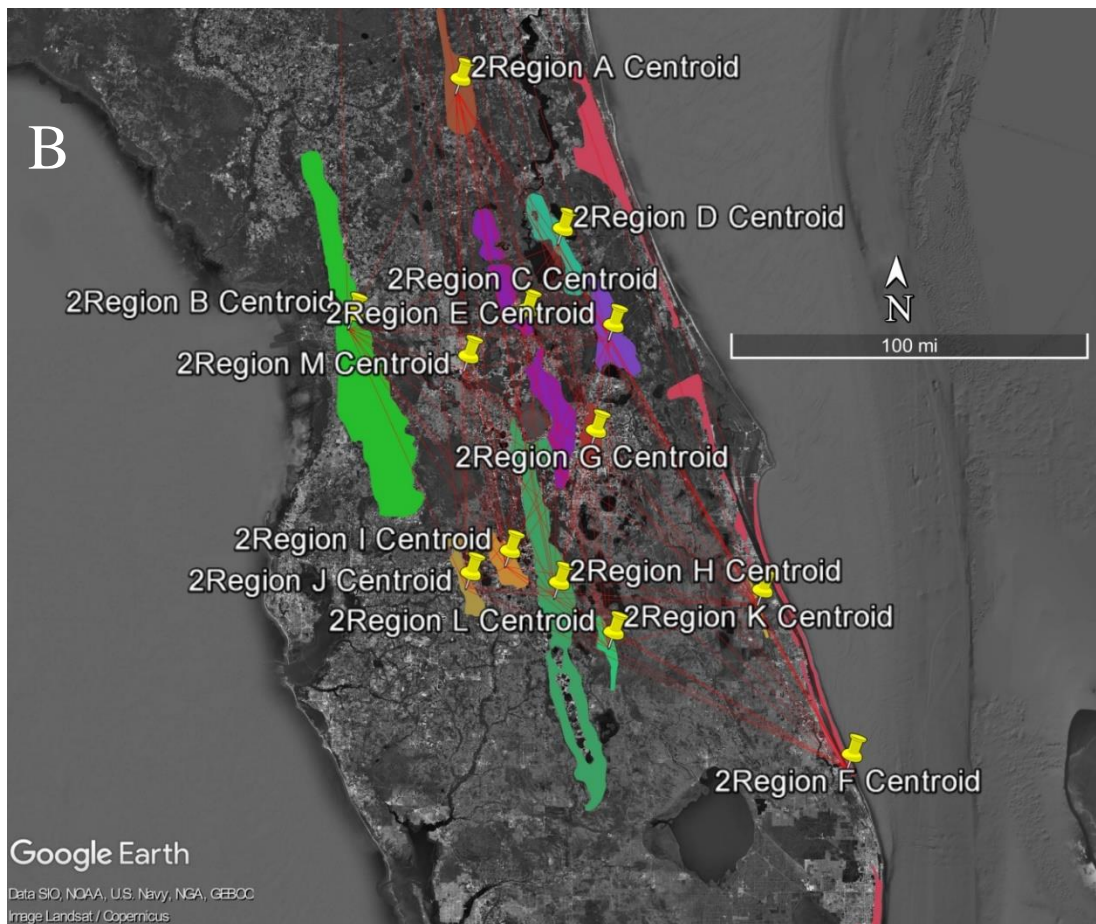 2Region A Centroid
B
2Region D Centroid
2Region C Centroid
2Region B Centroid
2Region E Centroid
N
100 mi
2Region M Centroid
2Region G Centroid
2Region I Centroid
2Region H Centroid
2Region J Centroid
2Region L Centroid
2Region K Centroid
2Region F Centroid
Google Earth
Data SIO, NOAA, U.S. Navy, NGA, GEBCO
Image Landsat / Copernicus